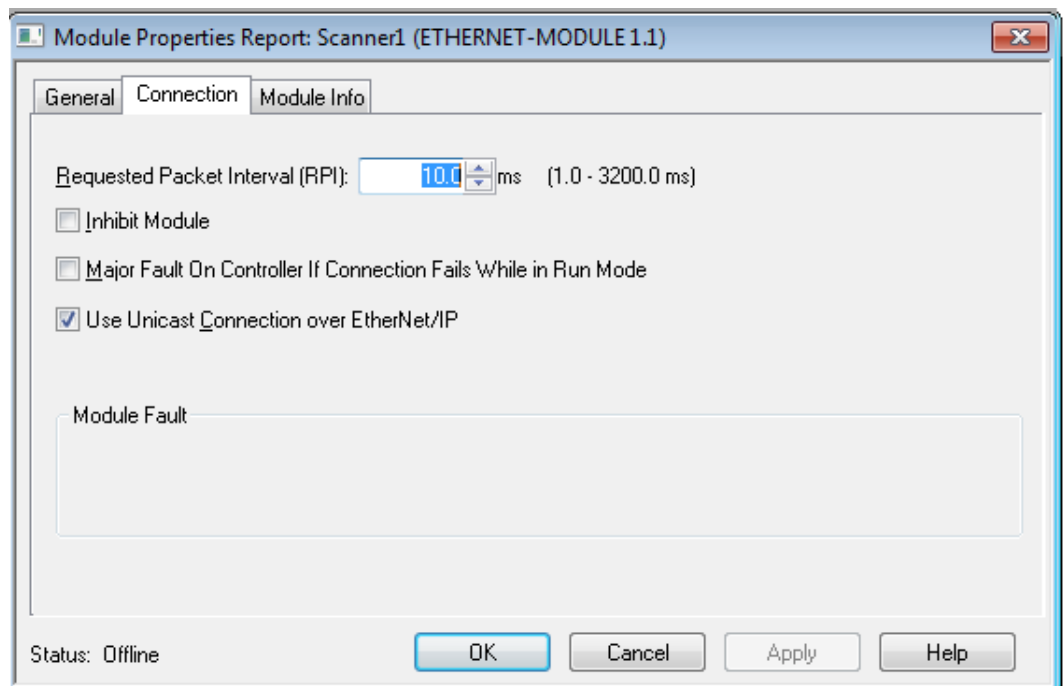 Module Properties Report: Scanner1 (ETHERNET-MODULE 1.1)
General Connection Module Info
Requested Packet Interval (RPI): 10.0 ms (1.0 - 3200.0 ms)
Inhibit Module
Major Fault On Controller If Connection Fails While in Run Mode
Use Unicast Connection over EtherNet/IP
Module Fault
Status: Offline OK Cancel Apply Help